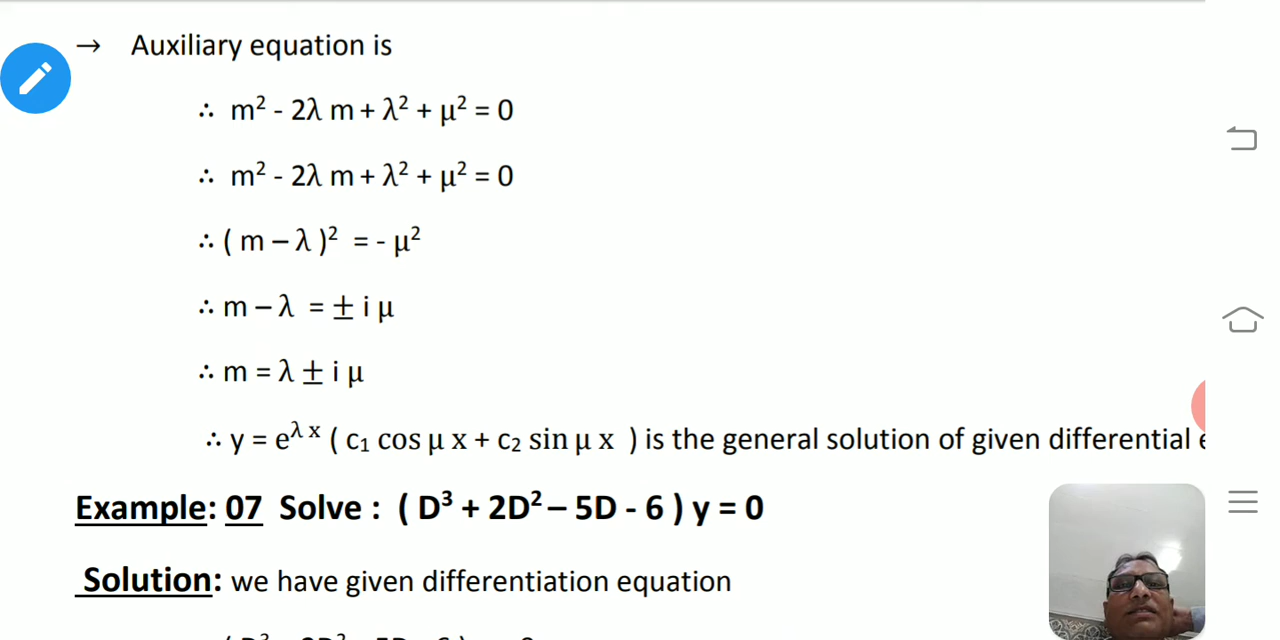 → Auxiliary equation is
∴ m² - 2λ m + λ² + μ² = 0
∴ m² - 2λ m + λ² + μ² = 0
∴ ( m – λ )² = - μ²
∴ m – λ = ± i μ
∴ m = λ ± i μ
∴ y = e^λ x ( c₁ cos μ x + c₂ sin μ x ) is the general solution of given differential
Example: 07 Solve : ( D³ + 2D² – 5D - 6 ) y = 0
Solution: we have given differentiation equation